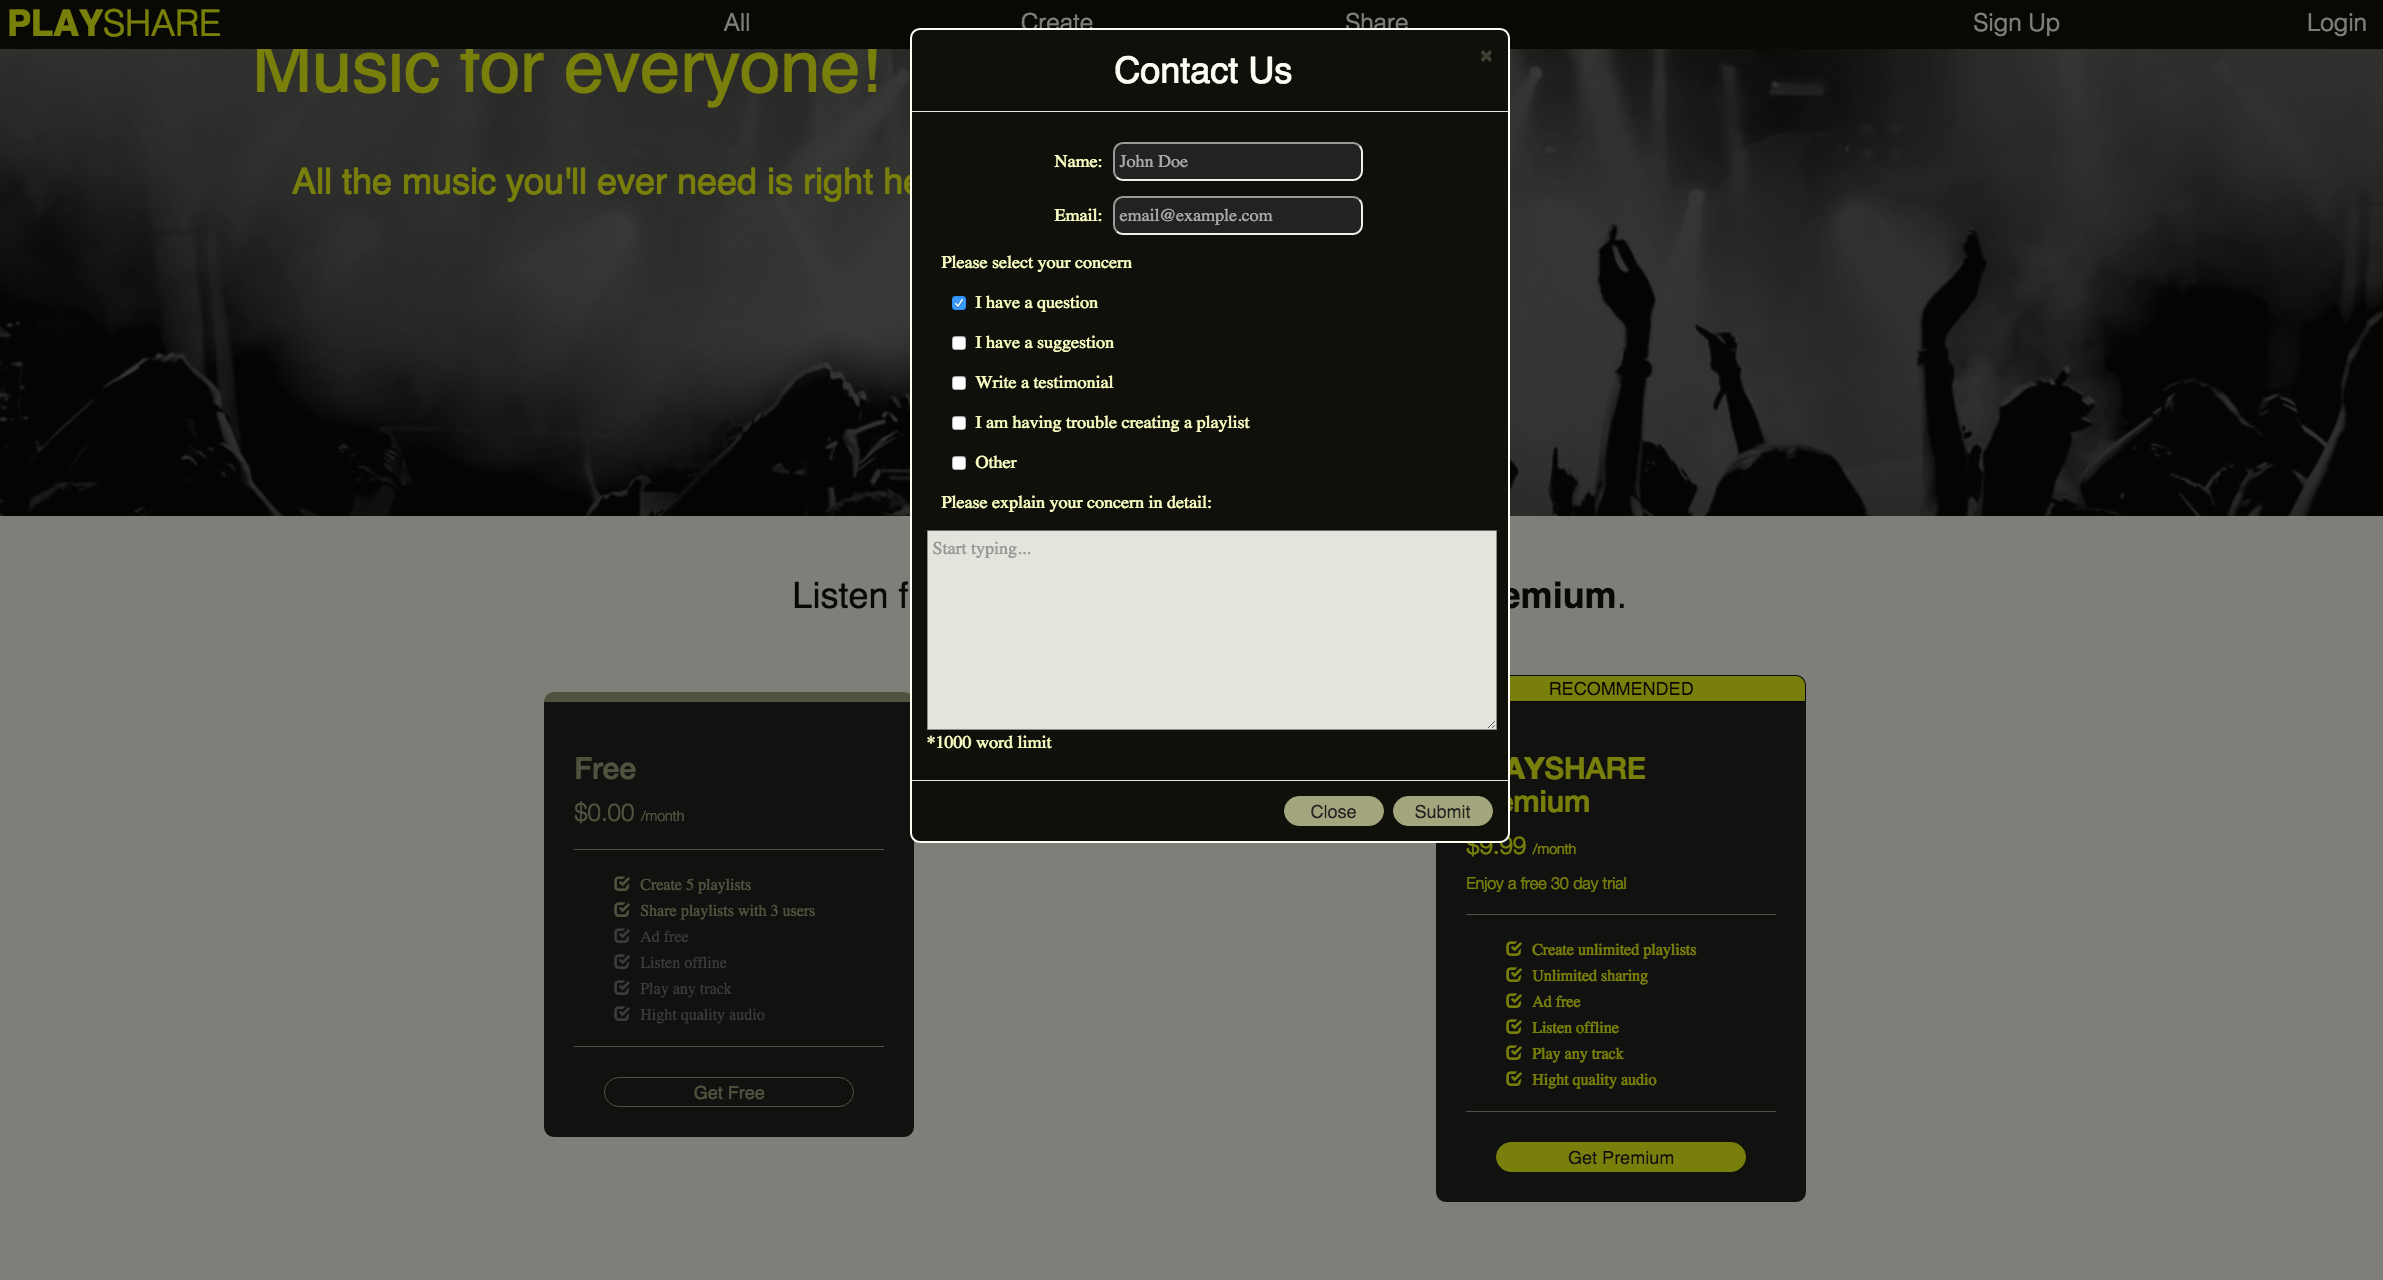 PLAYSHARE
All
Create
Share
Sign Up
Login
Music for everyone!
All the music you'll ever need is right
Contact Us
Name: John Doe
Email: email@example.com
Please select your concern
I have a question
I have a suggestion
Write a testimonial
I am having trouble creating a playlist
Other
Please explain your concern in detail:
Start typing...
*1000 word limit
Close
Submit
Listen
.
Free
$0.00 /month
Create 5 playlists
Share playlists with 3 users
Ad free
Listen offline
Play any track
Hight quality audio
Get Free
RECOMMENDED
AYSHARE
emium
$9.99 /month
Enjoy a free 30 day trial
Create unlimited playlists
Unlimited sharing
Ad free
Listen offline
Play any track
Hight quality audio
Get Premium